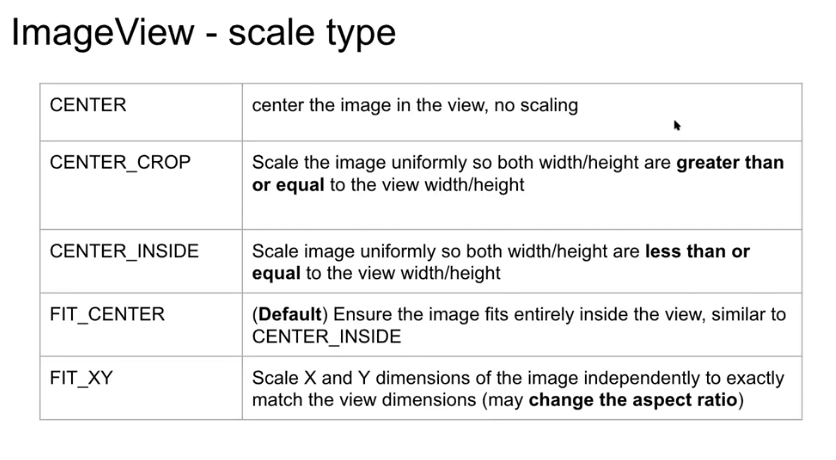 ImageView - scale type
CENTER
center the image in the view, no scaling
CENTER_CROP
Scale the image uniformly so both width/height are greater than
or equal to the view width/height
CENTER_INSIDE
Scale image uniformly so both width/height are less than or
equal to the view width/height
FIT_CENTER
(Default) Ensure the image fits entirely inside the view, similar to
CENTER_INSIDE
FIT_XY
Scale X and Y dimensions of the image independently to exactly
match the view dimensions (may change the aspect ratio)